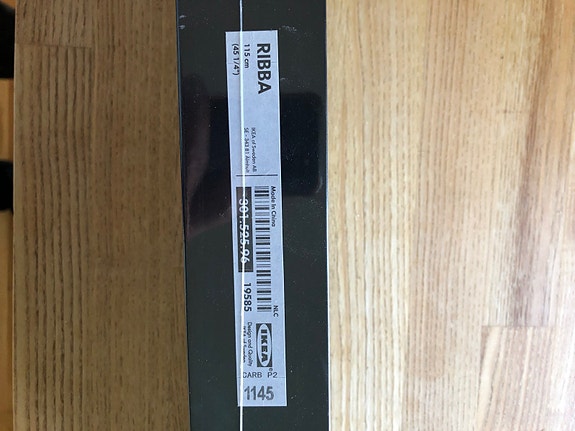 RIBBA
115 cm
(45 1/4")
IKEA of Sweden AB
SE - 343 81 Älmhult
Made in China
301.525.96
19585
NLC
IKEA®
Design and Quality
IKEA of Sweden
CARB P2
1145